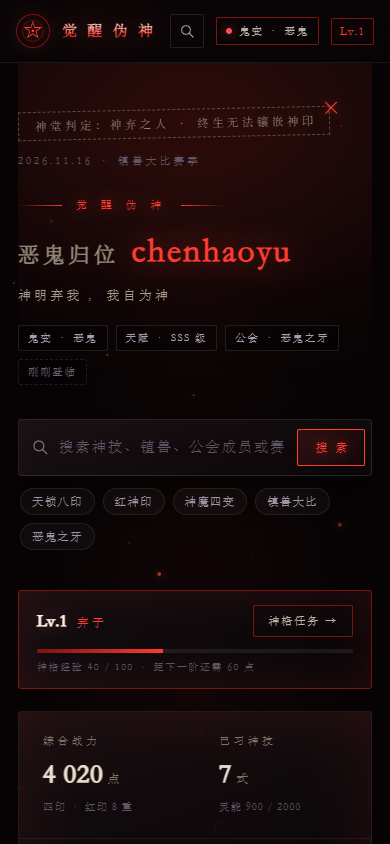 觉醒伪神
鬼变 · 恶鬼
Lv.1
神堂判定: 神弃之人 · 终生无法镶嵌神印
2026.11.16 · 镇兽大比赛季
觉醒伪神
恶鬼归位 chenhaoyu
神明弃我，我自为神
鬼变 · 恶鬼
天赋 · SSS 级
公会 · 恶鬼之牙
刚刚登临
搜索神技、镇兽、公会成员或赛
搜索
天锁八印
红神印
神魔四变
镇兽大比
恶鬼之牙
Lv.1 弃子
神格任务 →
神格经验 40 / 100 · 距下一阶还需 60 点
综合战力
4 020 点
四印 · 红印 8 重
已习神技
7 式
灵能 900 / 2000